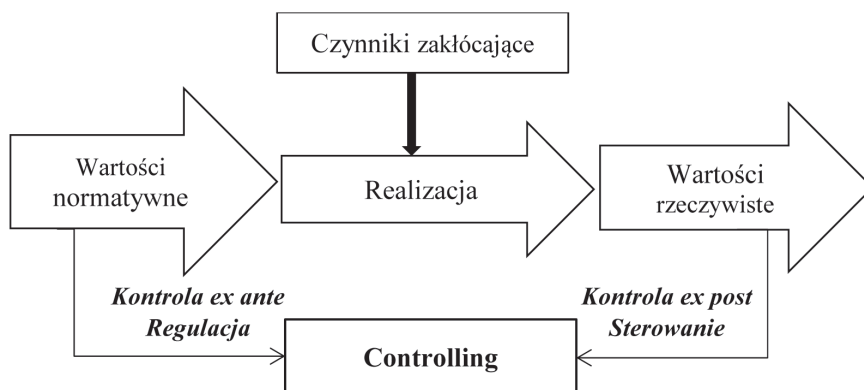 Czynniki zakłócające
Wartości
normatywne
Realizacja
Wartości
rzeczywiste
Kontrola ex ante
Regulacja
Kontrola ex post
Sterowanie
Controlling